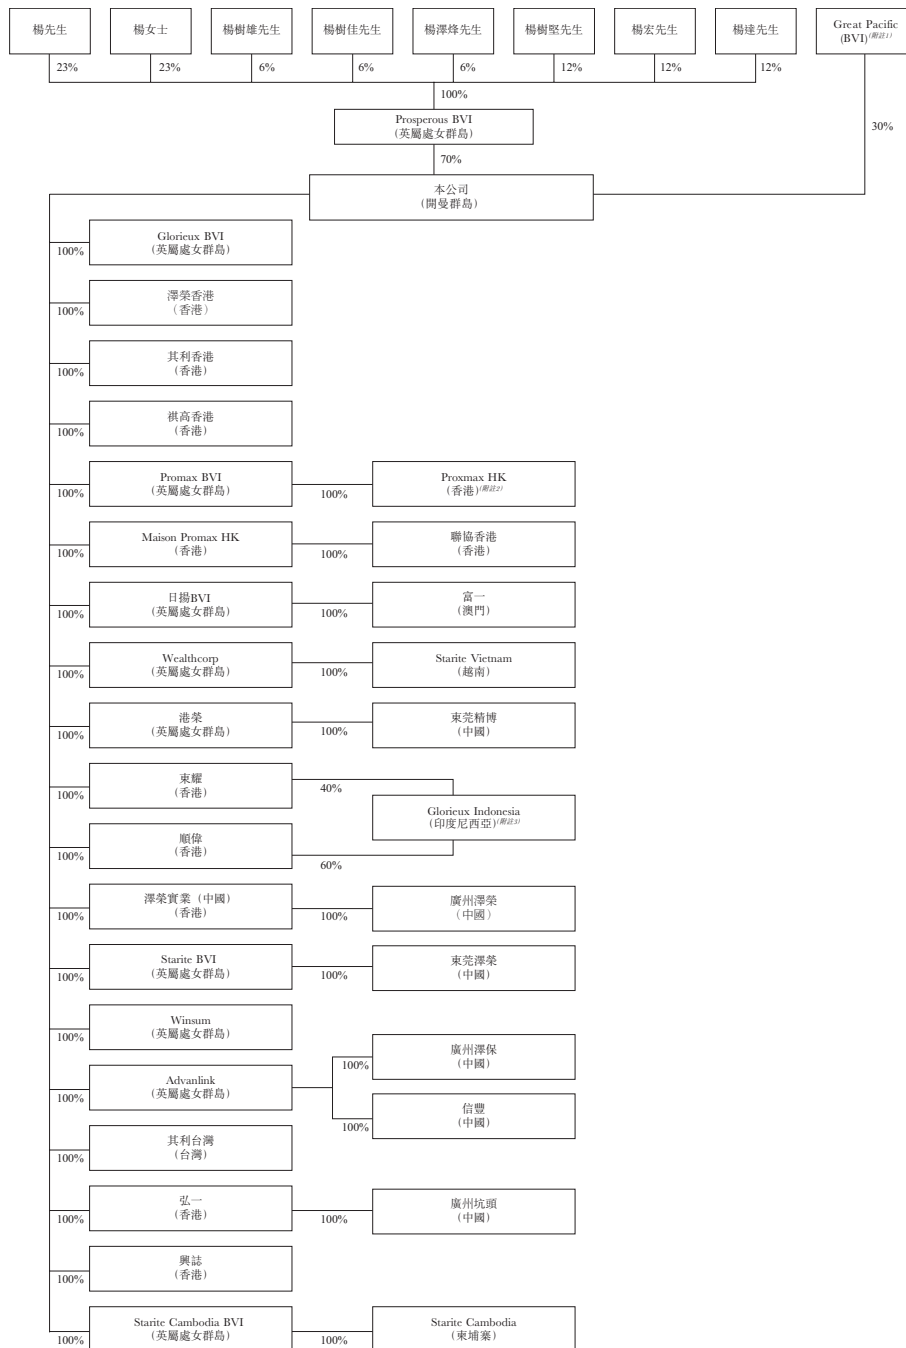 楊先生
楊女士
楊樹雄先生
楊樹佳先生
楊澤烽先生
楊樹堅先生
楊宏先生
楊達先生
Great Pacific
(BVI)(附註1)
23%
23%
6%
6%
6%
12%
12%
12%
100%
Prosperous BVI
(英屬處女群島)
30%
70%
本公司
(開曼群島)
Glorieux BVI
(英屬處女群島)
100%
澤榮香港
(香港)
100%
其利香港
(香港)
100%
祺高香港
(香港)
100%
Promax BVI
(英屬處女群島)
100%
100%
Proxmax HK
(香港)(附註2)
Maison Promax HK
(香港)
100%
100%
聯協香港
(香港)
日揚BVI
(英屬處女群島)
100%
100%
富一
(澳門)
Wealthcorp
(英屬處女群島)
100%
100%
Starite Vietnam
(越南)
港榮
(英屬處女群島)
100%
100%
東莞精博
(中國)
東耀
(香港)
100%
40%
Glorieux Indonesia
(印度尼西亞)(附註3)
順偉
(香港)
100%
60%
澤榮實業（中國）
(香港)
100%
100%
廣州澤榮
(中國)
Starite BVI
(英屬處女群島)
100%
100%
東莞澤榮
(中國)
Winsum
(英屬處女群島)
100%
Advanlink
(英屬處女群島)
100%
100%
廣州澤保
(中國)
100%
信豐
(中國)
其利台灣
(台灣)
100%
弘一
(香港)
100%
100%
廣州坑頭
(中國)
興誌
(香港)
100%
Starite Cambodia BVI
(英屬處女群島)
100%
100%
Starite Cambodia
(柬埔寨)